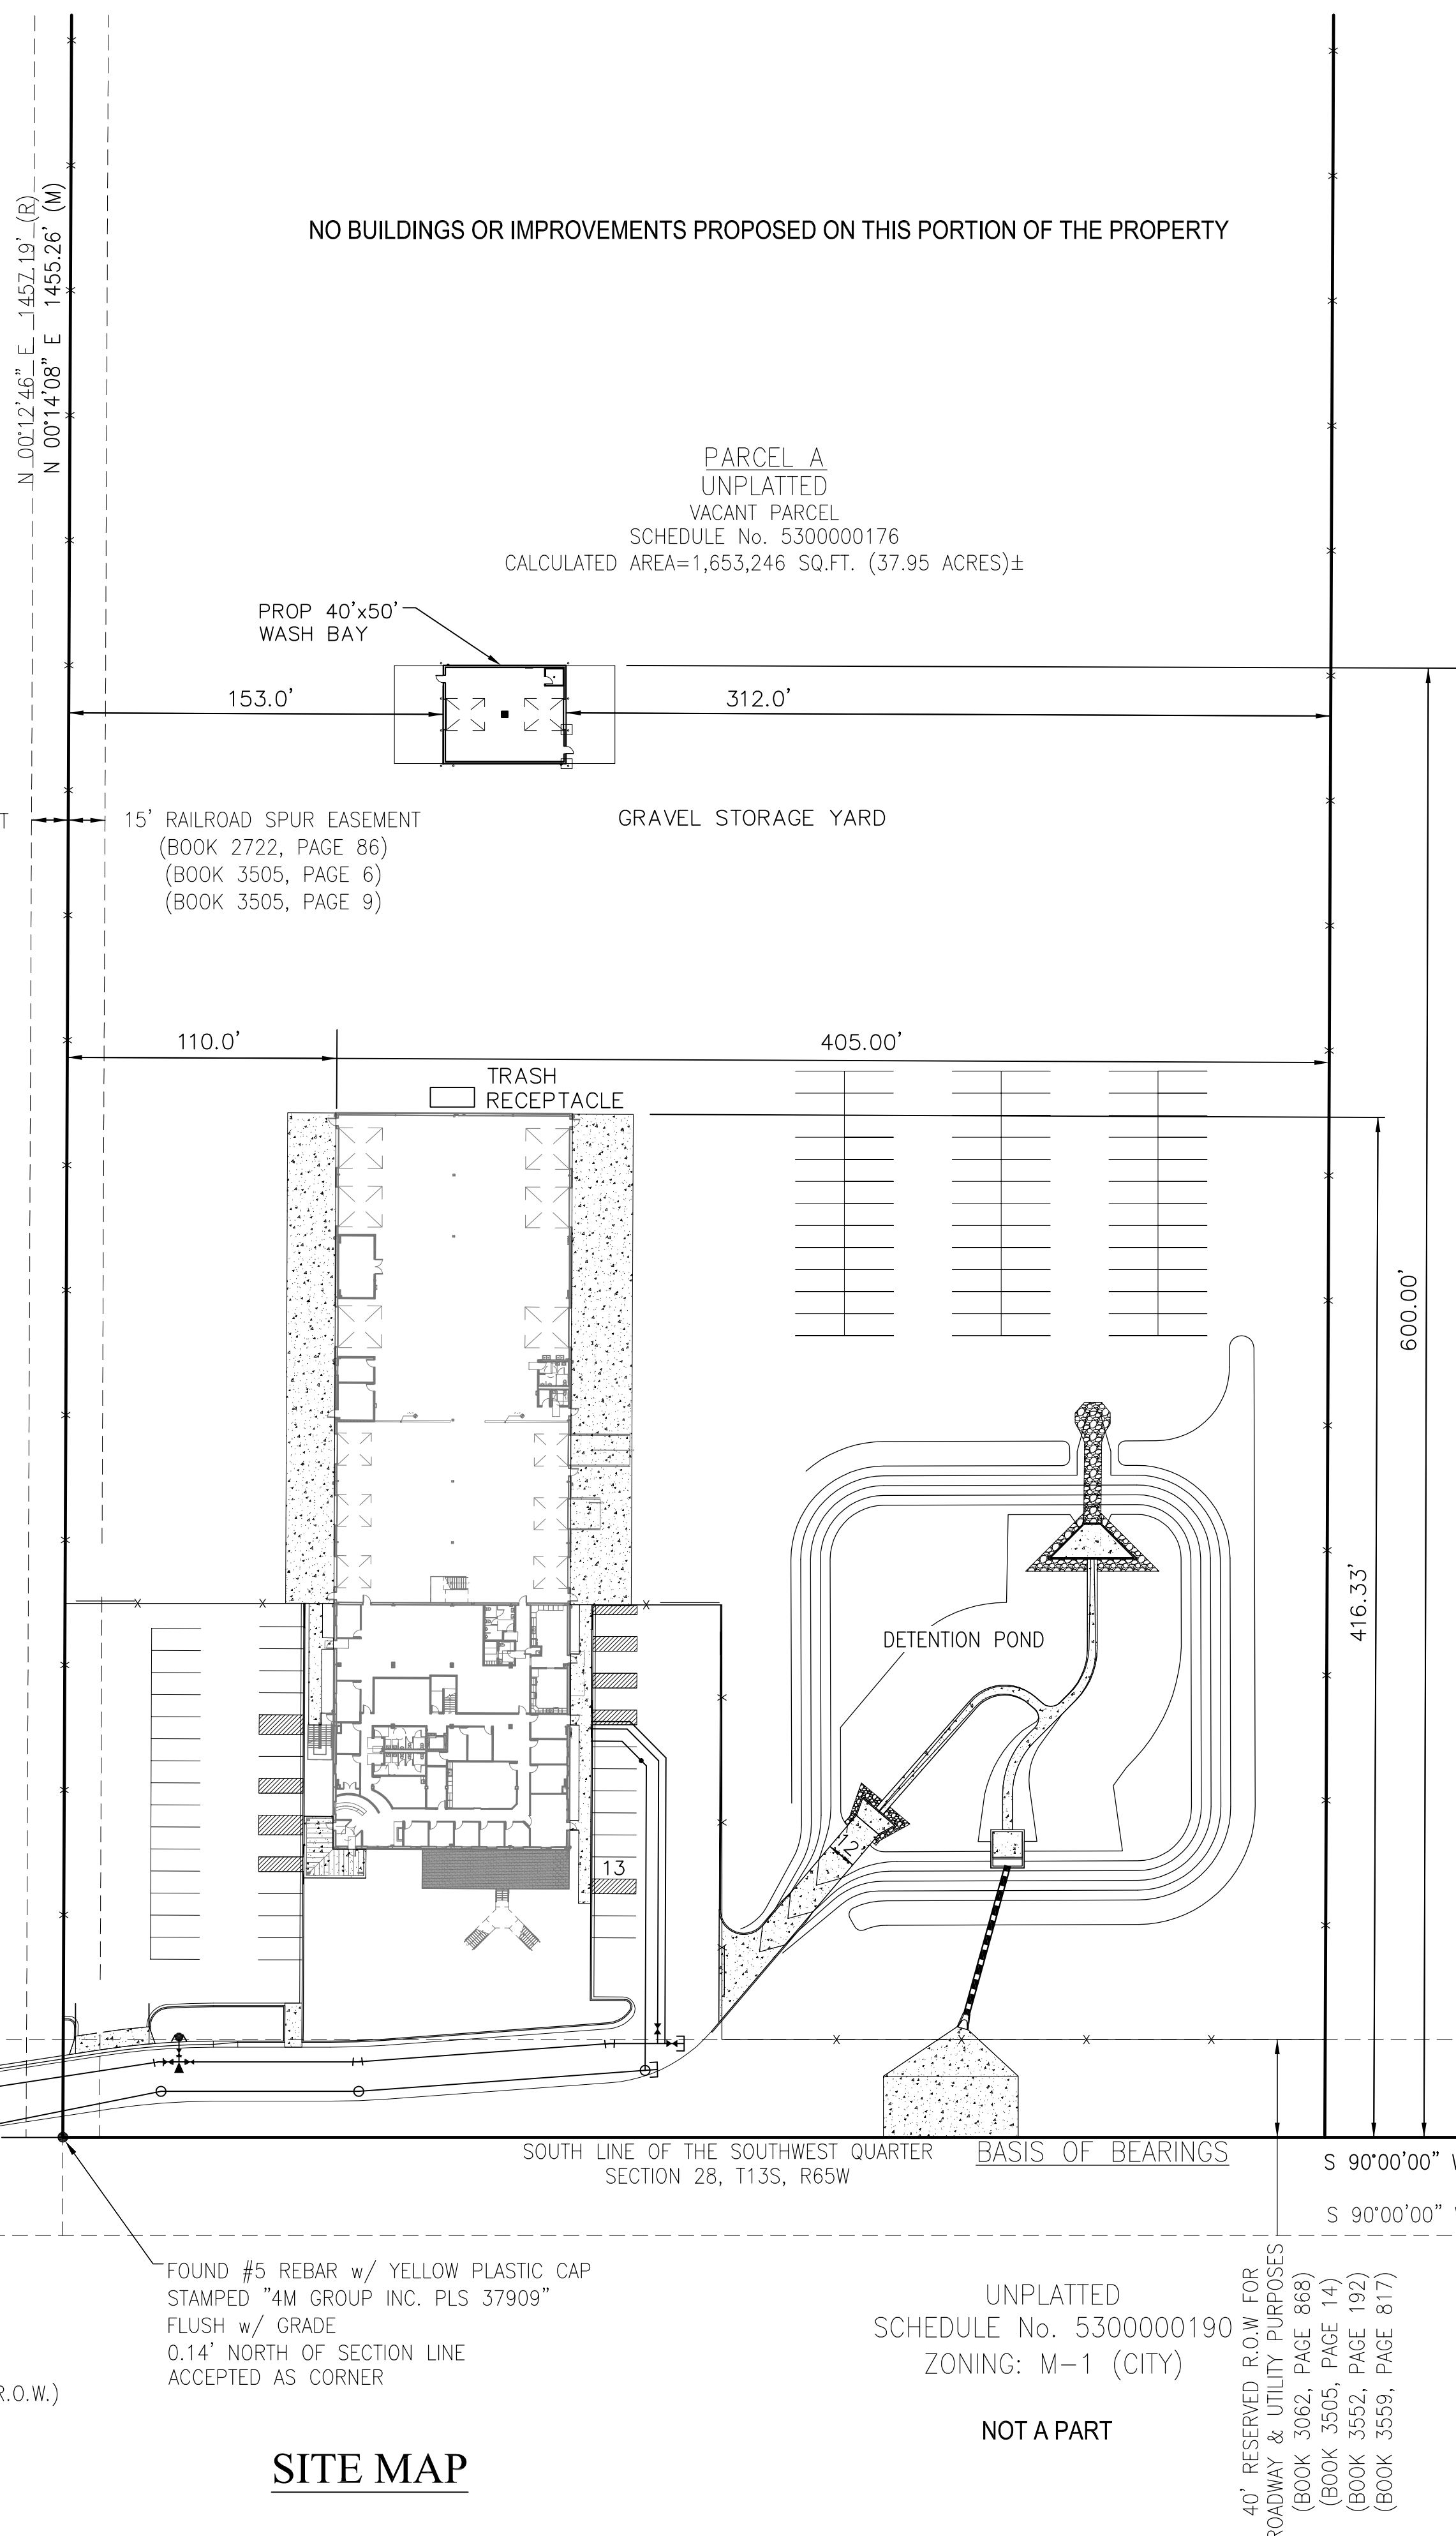 N 00°12'46" E 1457.19' (R)
N 00°14'08" E 1455.26' (M)
NO BUILDINGS OR IMPROVEMENTS PROPOSED ON THIS PORTION OF THE PROPERTY
PARCEL A
UNPLATTED
VACANT PARCEL
SCHEDULE No. 5300000176
CALCULATED AREA=1,653,246 SQ.FT. (37.95 ACRES)±
PROP 40'x50'
WASH BAY
153.0'
312.0'
T
15' RAILROAD SPUR EASEMENT
(BOOK 2722, PAGE 86)
(BOOK 3505, PAGE 6)
(BOOK 3505, PAGE 9)
GRAVEL STORAGE YARD
110.0'
405.00'
TRASH
RECEPTACLE
600.00'
416.33'
DETENTION POND
12
13
SOUTH LINE OF THE SOUTHWEST QUARTER
SECTION 28, T13S, R65W
BASIS OF BEARINGS
S 90°00'00" W
S 90°00'00" W
FOUND #5 REBAR w/ YELLOW PLASTIC CAP
STAMPED "4M GROUP INC. PLS 37909"
FLUSH w/ GRADE
0.14' NORTH OF SECTION LINE
ACCEPTED AS CORNER
R.O.W.)
UNPLATTED
SCHEDULE No. 5300000190
ZONING: M-1 (CITY)
NOT A PART
40' RESERVED R.O.W FOR
ROADWAY & UTILITY PURPOSES
(BOOK 3062, PAGE 868)
(BOOK 3505, PAGE 14)
(BOOK 3552, PAGE 192)
(BOOK 3559, PAGE 817)
SITE MAP